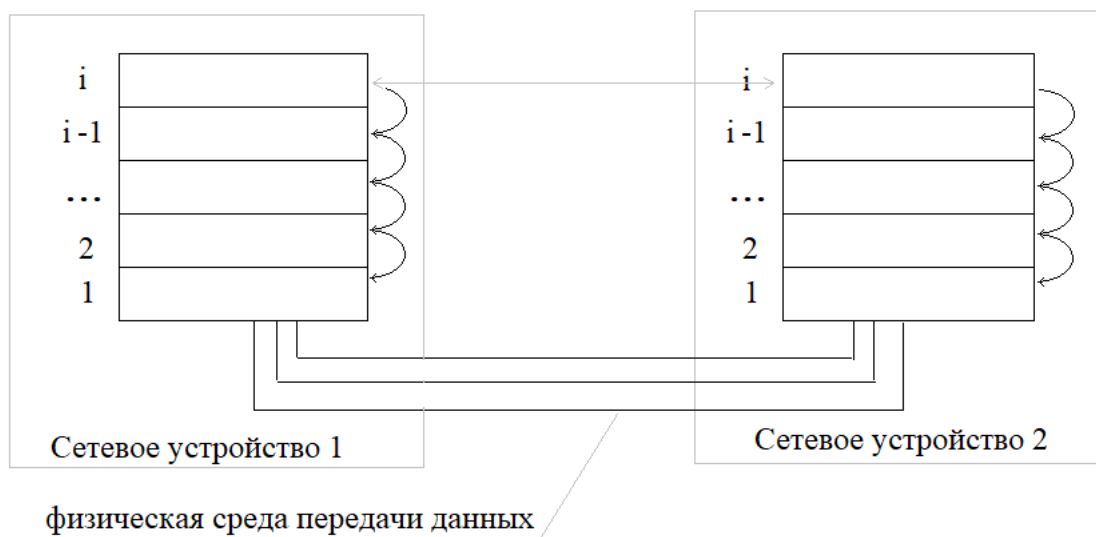 i
i -1
...
2
1
i
i -1
...
2
1
Сетевое устройство 1
Сетевое устройство 2
физическая среда передачи данных